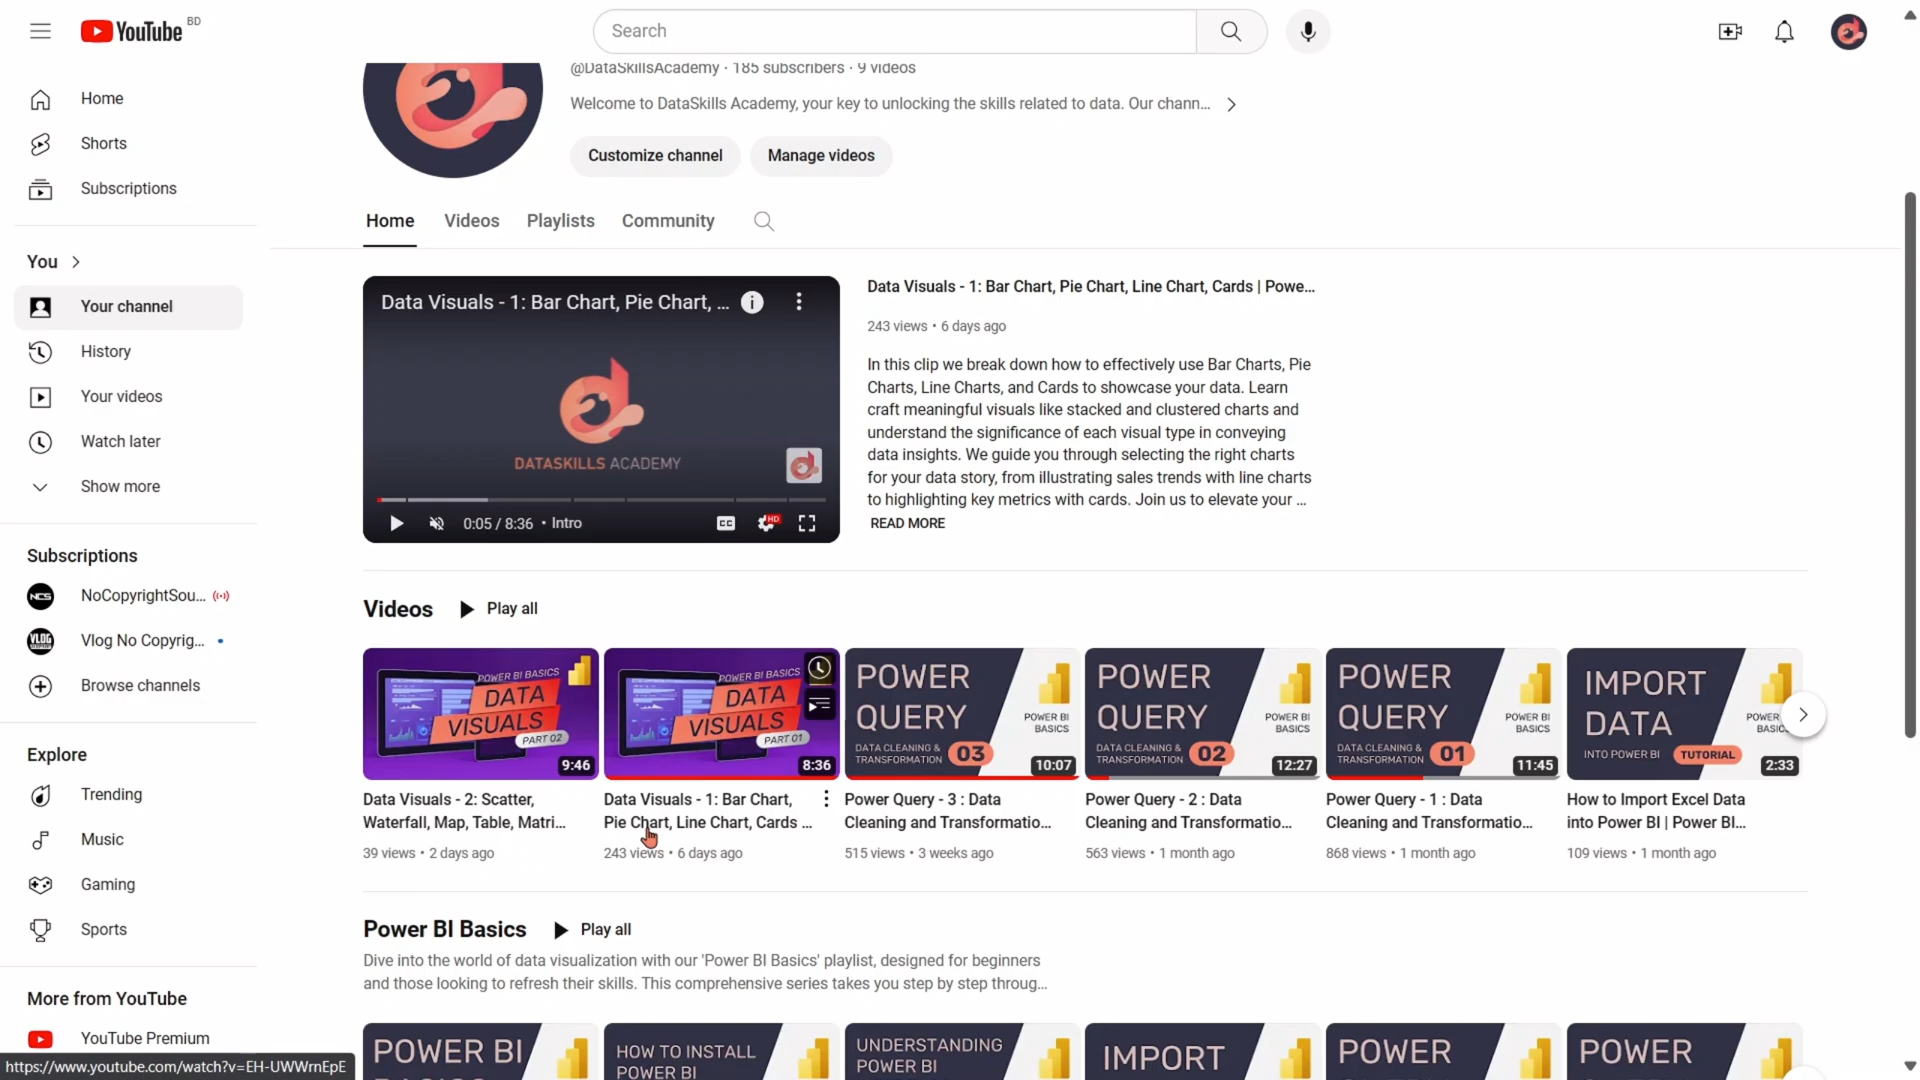 YouTube BD
Search
Home
Shorts
Subscriptions
You
Your channel
History
Your videos
Watch later
Show more
Subscriptions
NoCopyrightSou...
Vlog No Copyrig...
Browse channels
Explore
Trending
Music
Gaming
Sports
More from YouTube
YouTube Premium
https://www.youtube.com/watch?v=EH-UWWrnEpE
@DataSkillsAcademy · 185 subscribers · 9 videos
Welcome to DataSkills Academy, your key to unlocking the skills related to data. Our chann...
Customize channel
Manage videos
Home
Videos
Playlists
Community
Data Visuals - 1: Bar Chart, Pie Chart, ...
DATASKILLS ACADEMY
0:05 / 8:36 • Intro
CC
HD
Data Visuals - 1: Bar Chart, Pie Chart, Line Chart, Cards | Powe...
243 views • 6 days ago
In this clip we break down how to effectively use Bar Charts, Pie
Charts, Line Charts, and Cards to showcase your data. Learn
craft meaningful visuals like stacked and clustered charts and
understand the significance of each visual type in conveying
data insights. We guide you through selecting the right charts
for your data story, from illustrating sales trends with line charts
to highlighting key metrics with cards. Join us to elevate your ...
READ MORE
Videos
Play all
POWER BI BASICS
DATA
VISUALS
PART 02
9:46
Data Visuals - 2: Scatter,
Waterfall, Map, Table, Matri...
39 views • 2 days ago
POWER BI BASICS
DATA
VISUALS
PART 01
8:36
Data Visuals - 1: Bar Chart,
Pie Chart, Line Chart, Cards ...
243 views • 6 days ago
POWER
QUERY
POWER BI
BASICS
DATA CLEANING &
TRANSFORMATION
03
10:07
Power Query - 3 : Data
Cleaning and Transformatio...
515 views • 3 weeks ago
POWER
QUERY
POWER BI
BASICS
DATA CLEANING &
TRANSFORMATION
02
12:27
Power Query - 2 : Data
Cleaning and Transformatio...
563 views • 1 month ago
POWER
QUERY
POWER BI
BASICS
DATA CLEANING &
TRANSFORMATION
01
11:45
Power Query - 1 : Data
Cleaning and Transformatio...
868 views • 1 month ago
IMPORT
DATA
POWER
BASIC
INTO POWER BI
TUTORIAL
2:33
How to Import Excel Data
into Power BI | Power BI...
109 views • 1 month ago
Power BI Basics
Play all
Dive into the world of data visualization with our 'Power BI Basics' playlist, designed for beginners
and those looking to refresh their skills. This comprehensive series takes you step by step throug...
POWER BI
HOW TO INSTALL
POWER BI
UNDERSTANDING
POWER BI
IMPORT
POWER
POWER